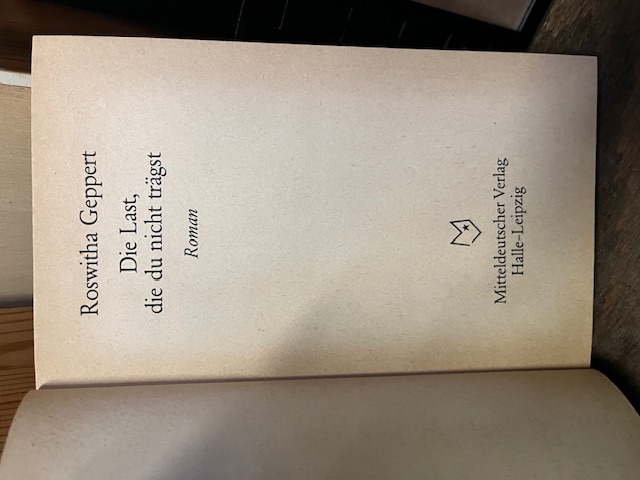 Roswitha Geppert
Die Last,
die du nicht trägst
Roman
Mitteldeutscher Verlag
Halle-Leipzig